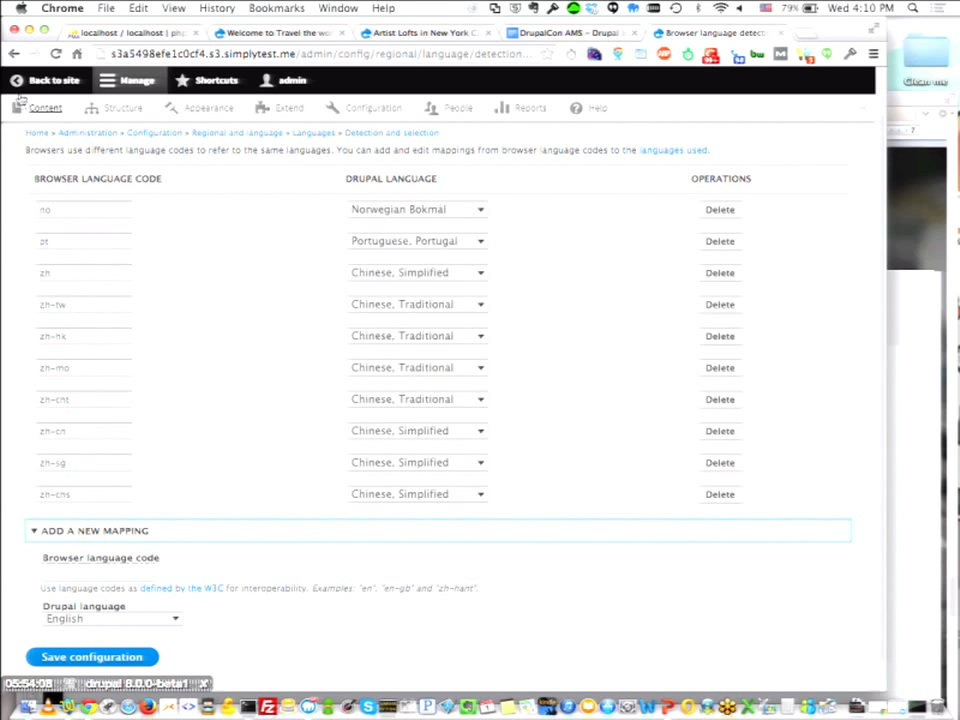 Chrome File Edit View History Bookmarks Window Help 79% Wed 4:10 PM
localhost / localhost | php Welcome to Travel the wor Artist Lofts in New York C DrupalCon AMS – Drupal Browser language detecti
s3a5498efe1c0cf4.s3.simplytest.me/admin/config/regional/language/detection...
Clean me
Back to site Manage Shortcuts admin
Content Structure Appearance Extend Configuration People Reports Help
Home » Administration » Configuration » Regional and language » Languages » Detection and selection
Browsers use different language codes to refer to the same languages. You can add and edit mappings from browser language codes to the languages used.
BROWSER LANGUAGE CODE DRUPAL LANGUAGE OPERATIONS
no Norwegian Bokmal Delete
pt Portuguese, Portugal Delete
zh Chinese, Simplified Delete
zh-tw Chinese, Traditional Delete
zh-hk Chinese, Traditional Delete
zh-mo Chinese, Traditional Delete
zh-cht Chinese, Traditional Delete
zh-cn Chinese, Simplified Delete
zh-sg Chinese, Simplified Delete
zh-chs Chinese, Simplified Delete
ADD A NEW MAPPING
Browser language code
Use language codes as defined by the W3C for interoperability. Examples: "en", "en-gb" and "zh-hant".
Drupal language
English
Save configuration
05:54:08 drupal 8.0.0-beta1 X